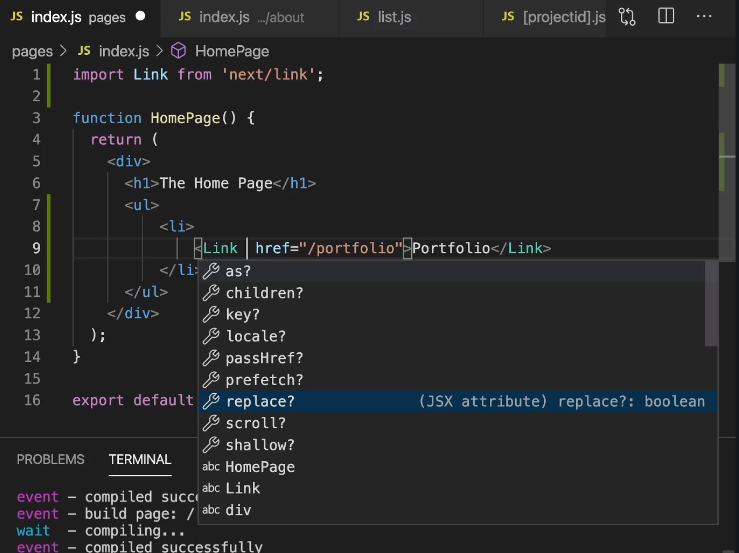 JS index.js pages JS index.js .../about JS list.js JS [projectid].js
pages > JS index.js > HomePage
1 import Link from 'next/link';
2
3 function HomePage() {
4 return (
5 <div>
6 <h1>The Home Page</h1>
7 <ul>
8 <li>
9 <Link href="/portfolio">Portfolio</Link>
10 </li>
11 </ul>
12 </div>
13 );
14 }
15
16 export default
as?
children?
key?
locale?
passHref?
prefetch?
replace? (JSX attribute) replace?: boolean
scroll?
shallow?
abc HomePage
abc Link
abc div
PROBLEMS TERMINAL
event - compiled succe
event - build page: /
wait - compiling...
event - compiled successfully